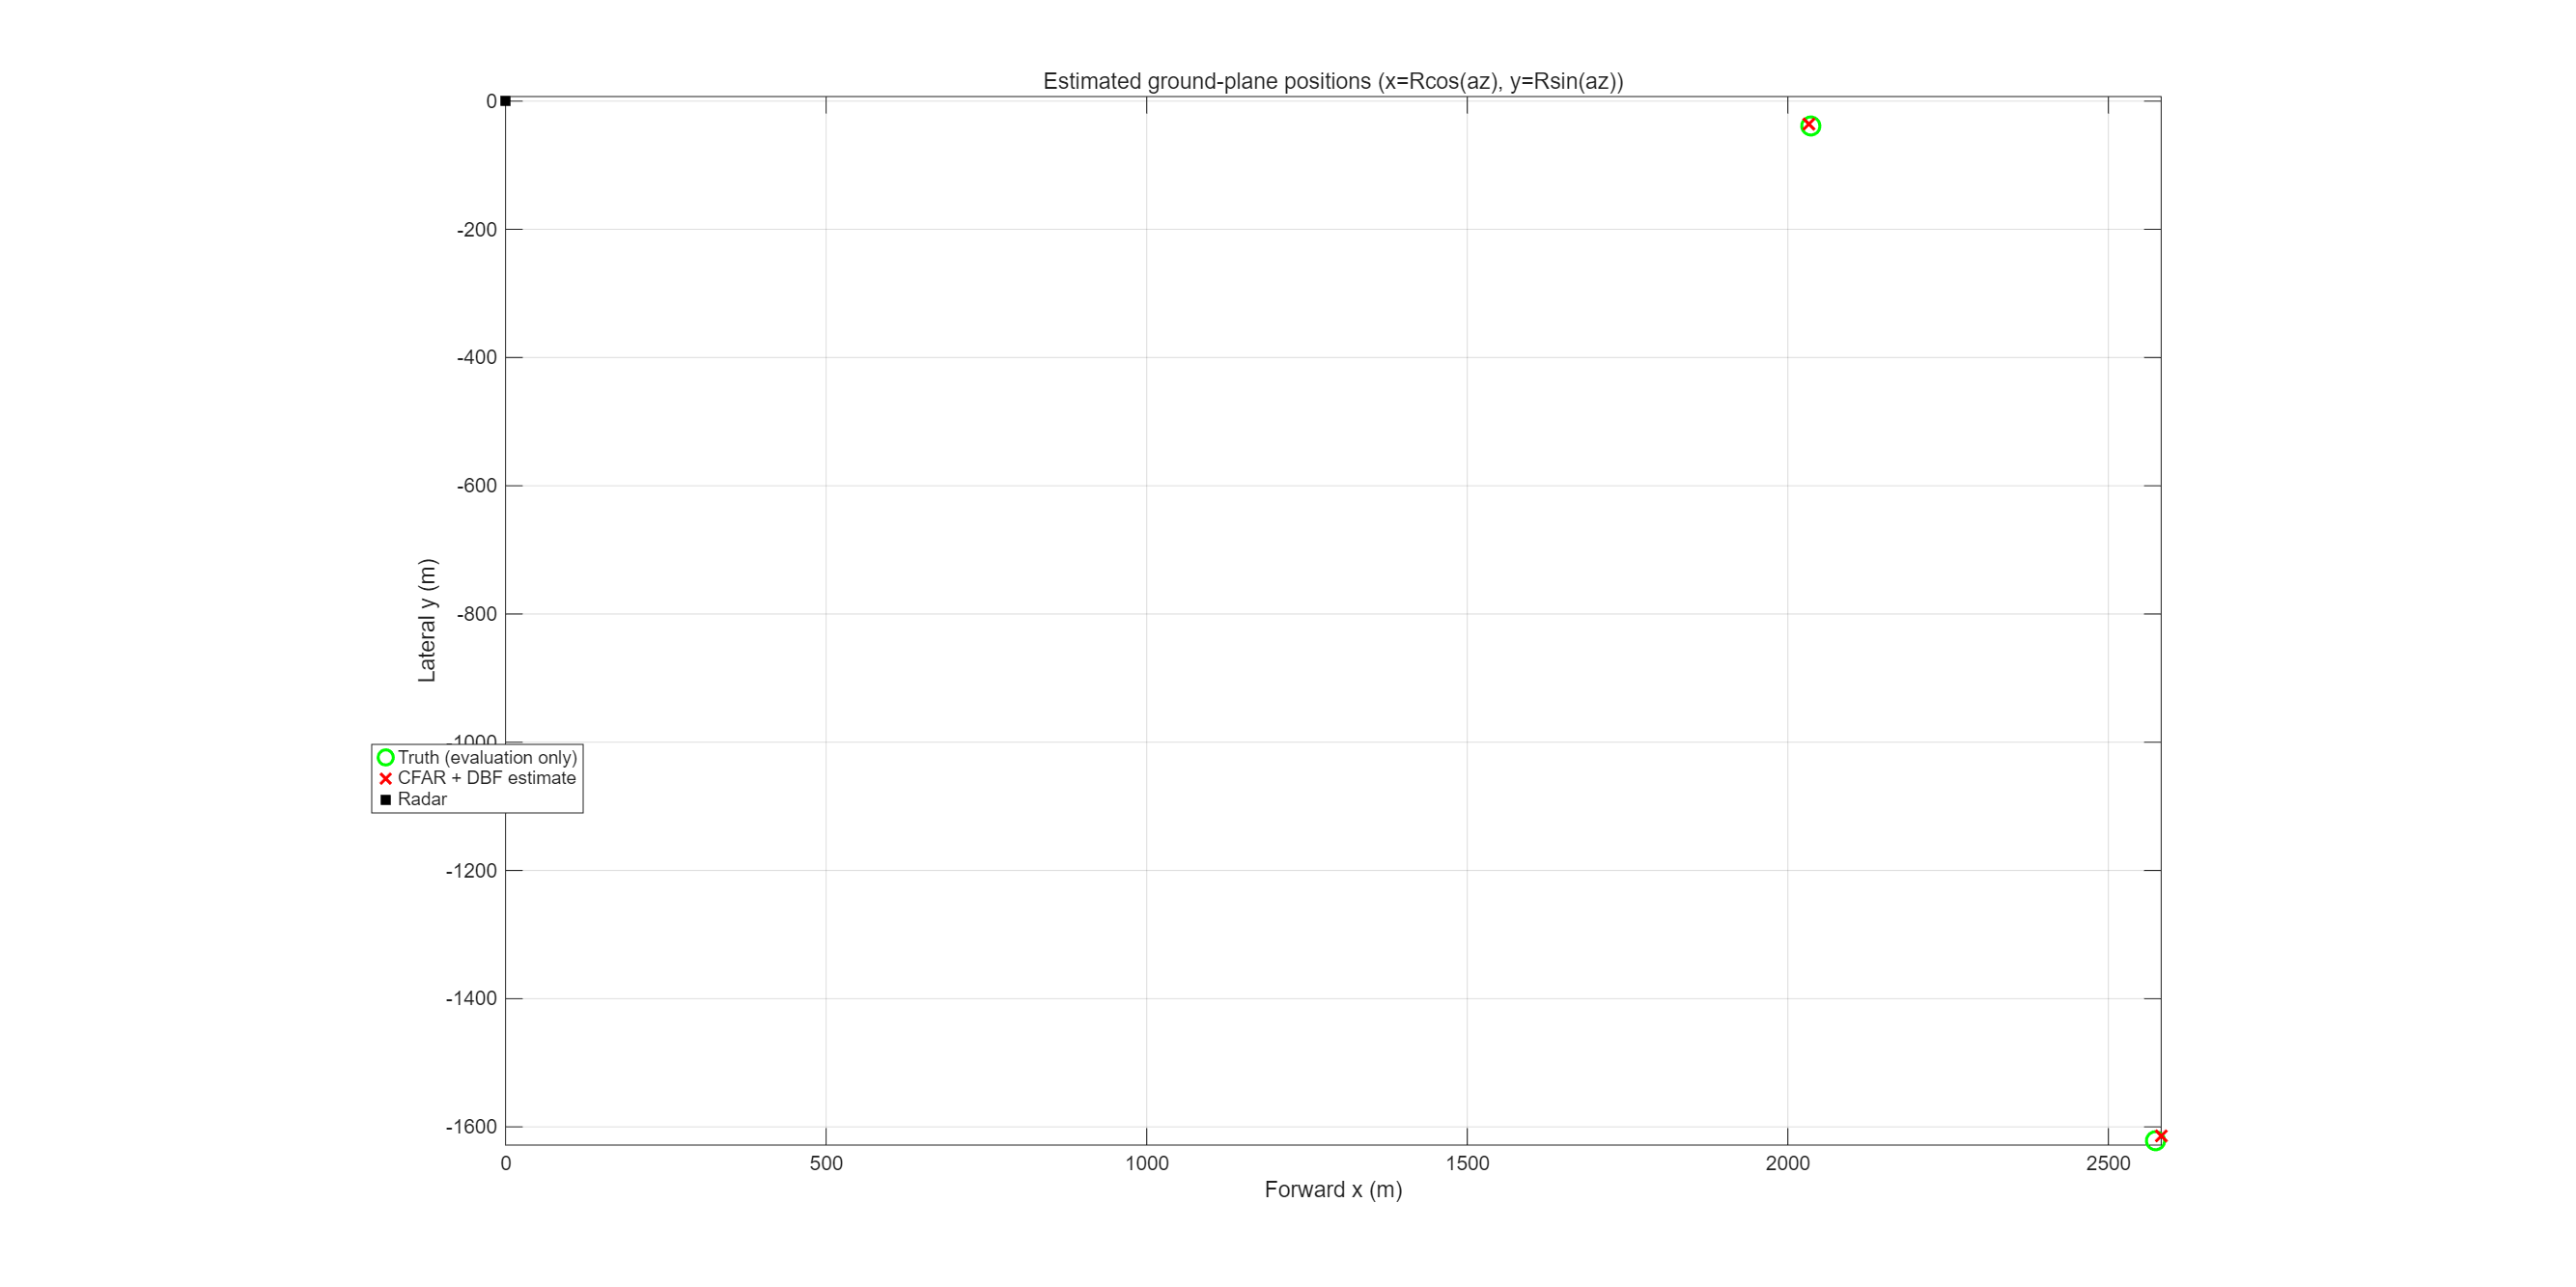 Estimated ground-plane positions (x=Rcos(az), y=Rsin(az))
0
-200
-400
-600
-800
-1000
-1200
-1400
-1600
Lateral y (m)
Truth (evaluation only)
CFAR + DBF estimate
Radar
0 500 1000 1500 2000 2500
Forward x (m)